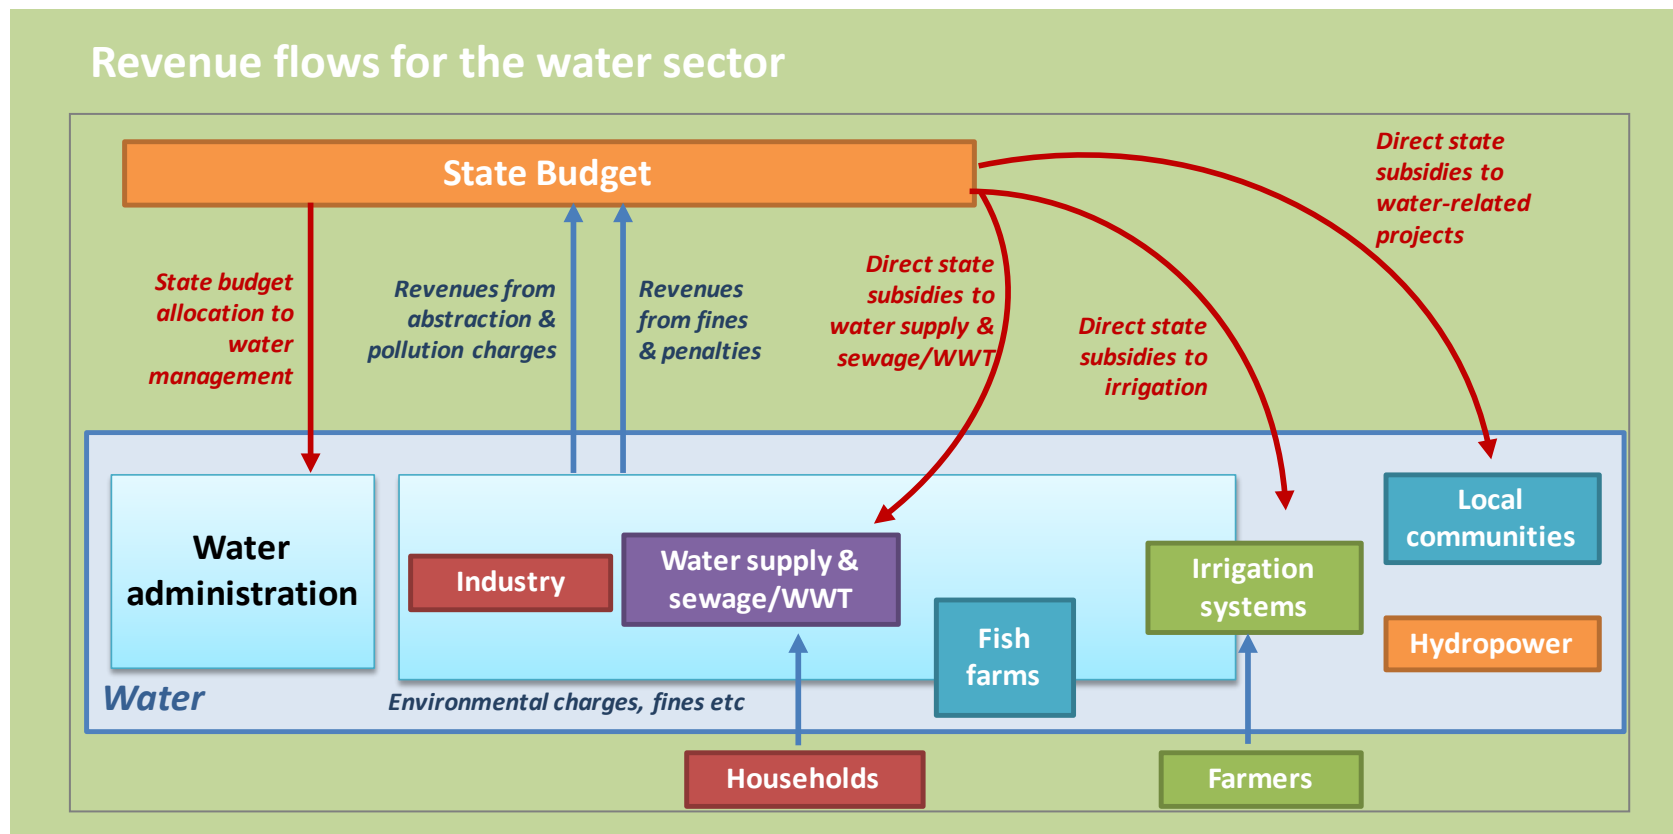 Revenue flows for the water sector
State Budget
Direct state
subsidies to
water-related
projects
State budget
allocation to
water
management
Revenues from
abstraction &
pollution charges
Revenues
from fines
& penalties
Direct state
subsidies to
water supply &
sewage/WWT
Direct state
subsidies to
irrigation
Water
administration
Industry
Water supply &
sewage/WWT
Fish
farms
Irrigation
systems
Local
communities
Hydropower
Water
Environmental charges, fines etc
Households
Farmers